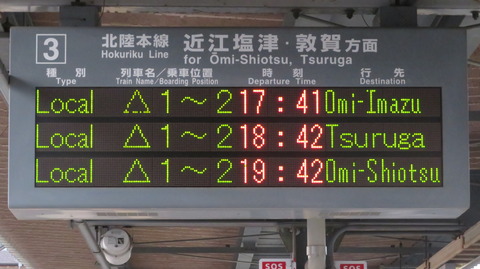 3 北陸本線 近江塩津・敦賀方面
Hokuriku Line for Ōmi-Shiotsu, Tsuruga
種別 列車名／乗車位置 時刻 行先
Type Train Name/Boarding Position Departure Time Destination
Local △1～2 17:41 Omi-Imazu
Local △1～2 18:42 Tsuruga
Local △1～2 19:42 Omi-Shiotsu
SOS SOS